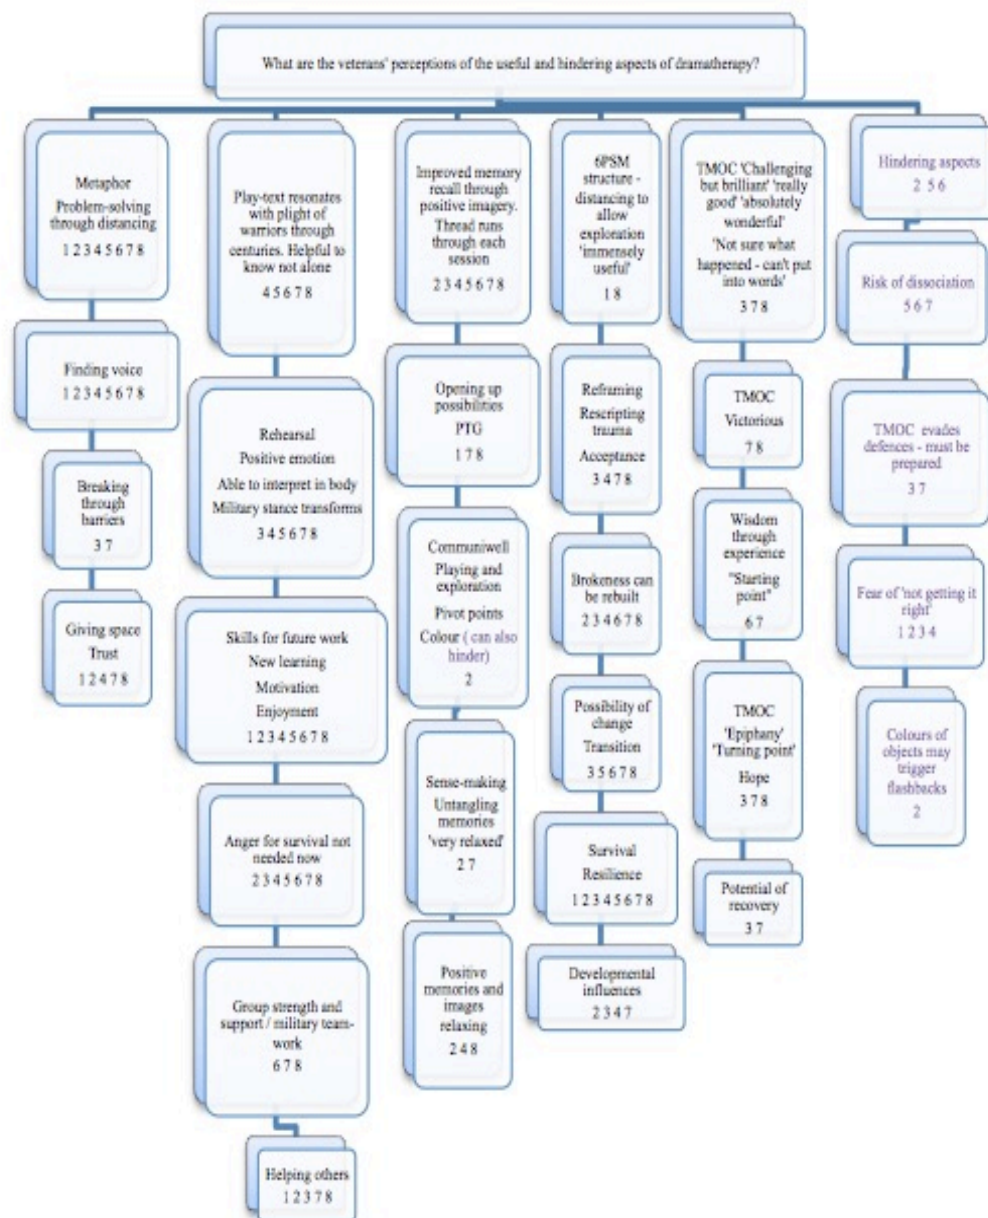 What are the veterans' perceptions of the useful and hindering aspects of dramatherapy?
Metaphor
Problem-solving
through distancing
1 2 3 4 5 6 7 8
Finding voice
1 2 3 4 5 6 7 8
Breaking
through
barriers
3 7
Giving space
Trust
1 2 4 7 8
Play-text resonates
with plight of
warriors through
centuries. Helpful to
know not alone
4 5 6 7 8
Rehearsal
Positive emotion
Able to interpret in body
Military stance transforms
3 4 5 6 7 8
Skills for future work
New learning
Motivation
Enjoyment
1 2 3 4 5 6 7 8
Anger for survival not
needed now
2 3 4 5 6 7 8
Group strength and
support / military team-
work
6 7 8
Helping others
1 2 3 7 8
Improved memory
recall through
positive imagery.
Thread runs
through each
session
2 3 4 5 6 7 8
Opening up
possibilities
PTG
1 7 8
Communiwell
Playing and
exploration
Pivot points
Colour ( can also
hinder)
2
Sense-making
Untangling
memories
'very relaxed'
2 7
Positive
memories and
images
relaxing
2 4 8
6PSM
structure -
distancing to
allow
exploration
'immensely
useful'
1 8
Reframing
Rescripting
trauma
Acceptance
3 4 7 8
Brokeness can
be rebuilt
2 3 4 6 7 8
Possibility of
change
Transition
3 5 6 7 8
Survival
Resilience
1 2 3 4 5 6 7 8
Developmental
influences
2 3 4 7
TMOC 'Challenging
but brilliant' 'really
good' 'absolutely
wonderful'
'Not sure what
happened - can't put
into words'
3 7 8
TMOC
Victorious
7 8
Wisdom
through
experience
"Starting
point"
6 7
TMOC
'Epiphany'
'Turning point'
Hope
3 7 8
Potential of
recovery
3 7
Hindering aspects
2 5 6
Risk of dissociation
5 6 7
TMOC evades
defences - must be
prepared
3 7
Fear of 'not getting it
right'
1 2 3 4
Colours of
objects may
trigger
flashbacks
2